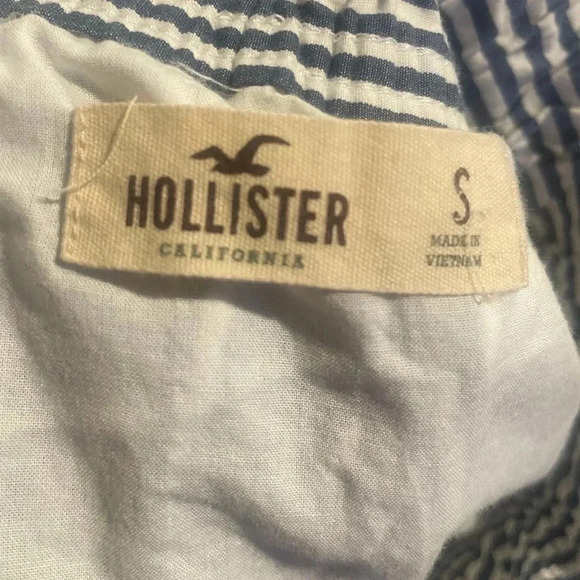 HOLLISTER
CALIFORNIA
S
MADE IN
VIETNAM